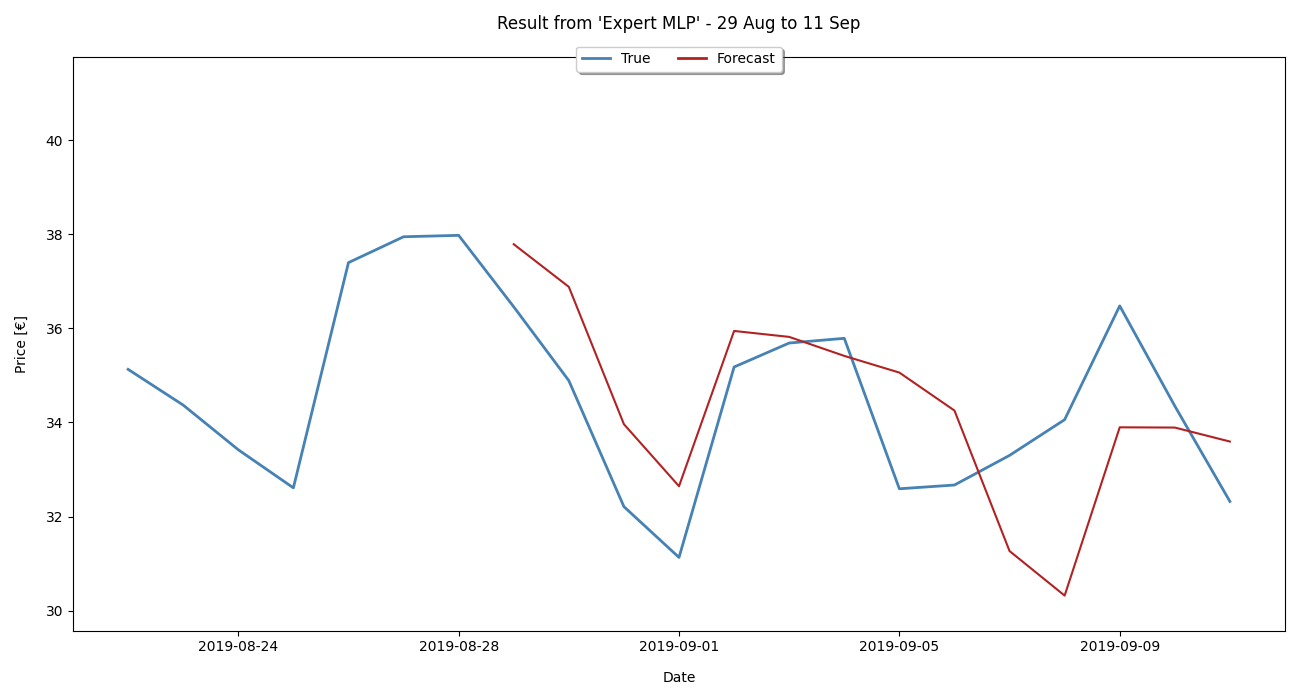 Result from 'Expert MLP' - 29 Aug to 11 Sep
True Forecast
40
38
36
34
32
30
Price [€]
2019-08-24 2019-08-28 2019-09-01 2019-09-05 2019-09-09
Date